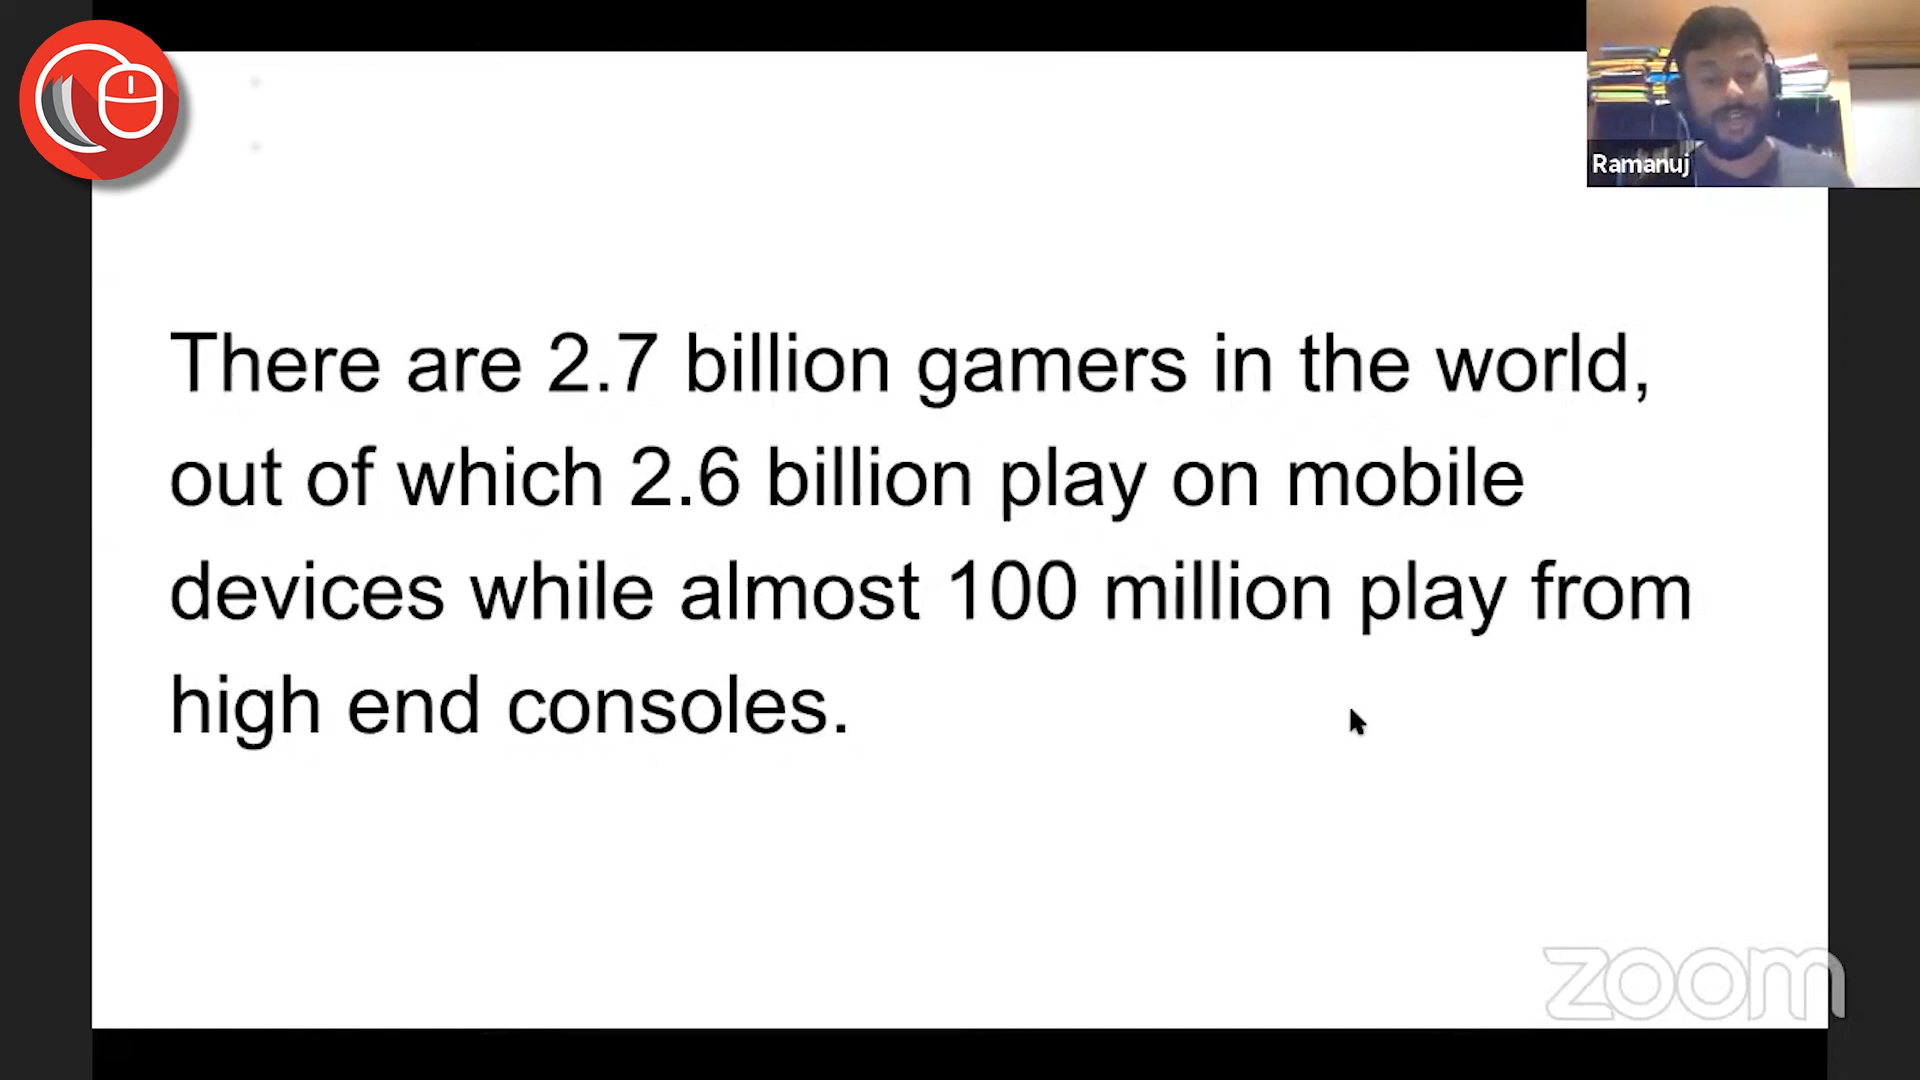 Ramanuj
There are 2.7 billion gamers in the world,
out of which 2.6 billion play on mobile
devices while almost 100 million play from
high end consoles.
zoom